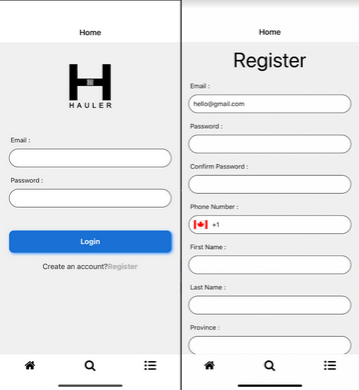 Home
HAULER
Email :
Password :
Login
Create an account?Register
Home
Register
Email :
hello@gmail.com
Password :
Confirm Password :
Phone Number :
+1
First Name :
Last Name :
Province :